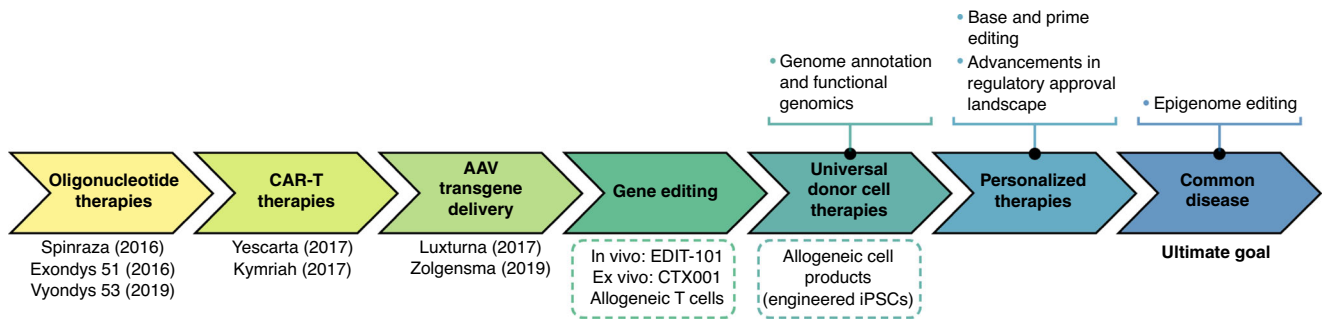 • Base and prime
editing
• Advancements in
regulatory approval
landscape
• Genome annotation
and functional
genomics
• Epigenome editing
Oligonucleotide
therapies
CAR-T
therapies
AAV
transgene
delivery
Gene editing
Universal
donor cell
therapies
Personalized
therapies
Common
disease
Spinraza (2016)
Exondys 51 (2016)
Vyondys 53 (2019)
Yescarta (2017)
Kymriah (2017)
Luxturna (2017)
Zolgensma (2019)
In vivo: EDIT-101
Ex vivo: CTX001
Allogeneic T cells
Allogeneic cell
products
(engineered iPSCs)
Ultimate goal